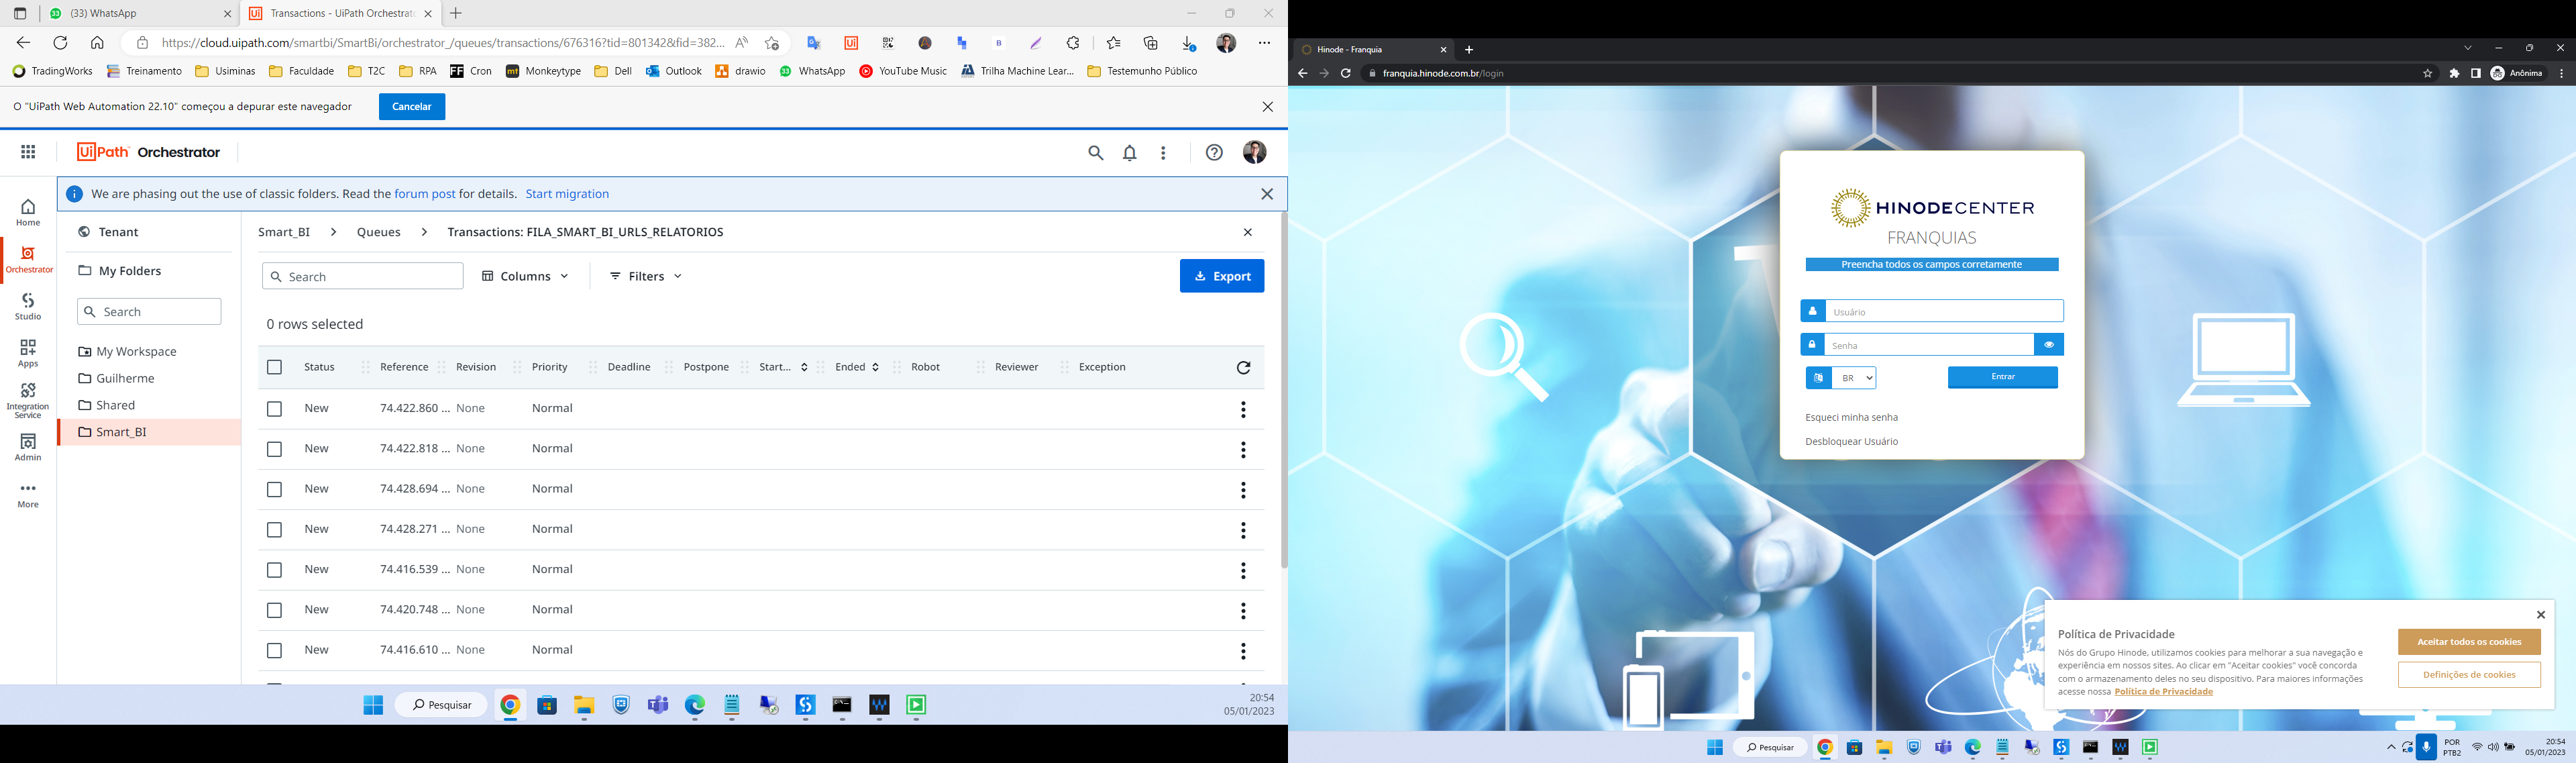 (33) WhatsApp
Transactions - UiPath Orchestrato
https://cloud.uipath.com/smartbi/SmartBi/orchestrator_/queues/transactions/676316?tid=801342&fid=382...
TradingWorks
Treinamento
Usiminas
Faculdade
T2C
RPA
Cron
Monkeytype
Dell
Outlook
drawio
WhatsApp
YouTube Music
Trilha Machine Lear...
Testemunho Público
O "UiPath Web Automation 22.10" começou a depurar este navegador
Cancelar
UiPath Orchestrator
We are phasing out the use of classic folders. Read the forum post for details. Start migration
Home
Orchestrator
Studio
Apps
Integration
Service
Admin
More
Tenant
My Folders
Search
My Workspace
Guilherme
Shared
Smart_BI
Smart_BI > Queues > Transactions: FILA_SMART_BI_URLS_RELATORIOS
Search
Columns
Filters
Export
0 rows selected
Status Reference Revision Priority Deadline Postpone Start... Ended Robot Reviewer Exception
New 74.422.860 ... None Normal
New 74.422.818 ... None Normal
New 74.428.694 ... None Normal
New 74.428.271 ... None Normal
New 74.416.539 ... None Normal
New 74.420.748 ... None Normal
New 74.416.610 ... None Normal
Pesquisar
20:54
05/01/2023
Hinode - Franquia
franquia.hinode.com.br/login
Anônima
HINODECENTER
FRANQUIAS
Preencha todos os campos corretamente
Usuário
Senha
BR
Entrar
Esqueci minha senha
Desbloquear Usuário
Política de Privacidade
Nós do Grupo Hinode, utilizamos cookies para melhorar a sua navegação e
experiência em nossos sites. Ao clicar em "Aceitar cookies" você concorda
com o armazenamento deles no seu dispositivo. Para maiores informações
acesse nossa Política de Privacidade
Aceitar todos os cookies
Definições de cookies
Pesquisar
POR
PTB2
20:54
05/01/2023